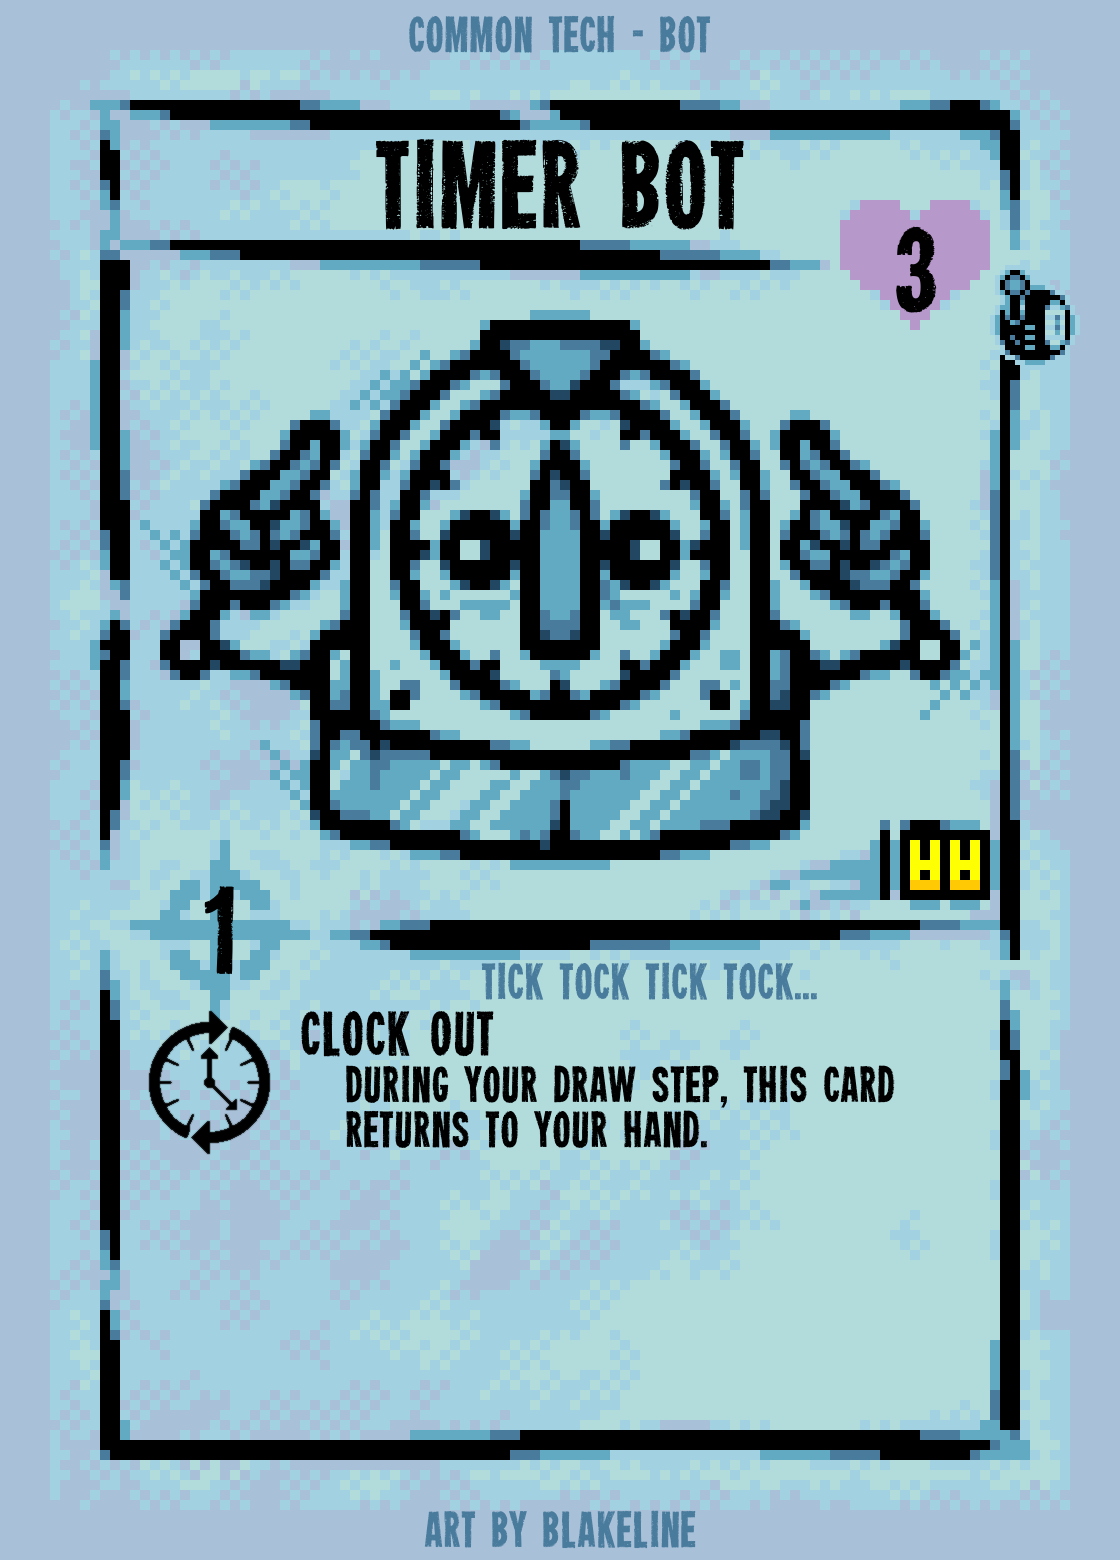 COMMON TECH - BOT
TIMER BOT
3
1
TICK TOCK TICK TOCK...
CLOCK OUT
DURING YOUR DRAW STEP, THIS CARD
RETURNS TO YOUR HAND.
ART BY BLAKELINE